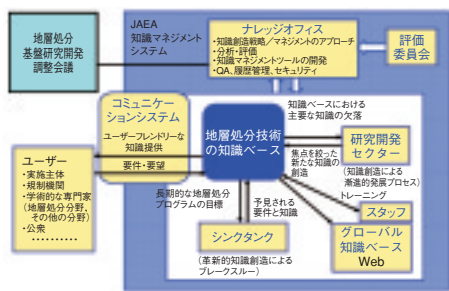 地層処分
基盤研究開発
調整会議
JAEA
知識マネジメント
システム
ナレッジオフィス
・知識創造戦略／マネジメントのアプローチ
・分析・評価
・知識マネジメントツールの開発
・QA、履歴管理、セキュリティ
評価
委員会
コミュニケー
ションシステム
ユーザーフレンドリーな
知識提供
要件・要望
地層処分技術
の知識ベース
知識ベースにおける
主要な知識の欠落
焦点を絞った
新たな知識の
創造
研究開発
セクター
(知識創造による
漸進的発展プロセス)
トレーニング
スタッフ
グローバル
知識ベース
Web
ユーザー
・実施主体
・規制機関
・学術的な専門家
(地層処分分野、
その他の分野)
・公衆
‥‥‥‥‥
長期的な地層処分
プログラムの目標
予見される
要件と知識
シンクタンク
(革新的知識創造による
ブレークスルー)